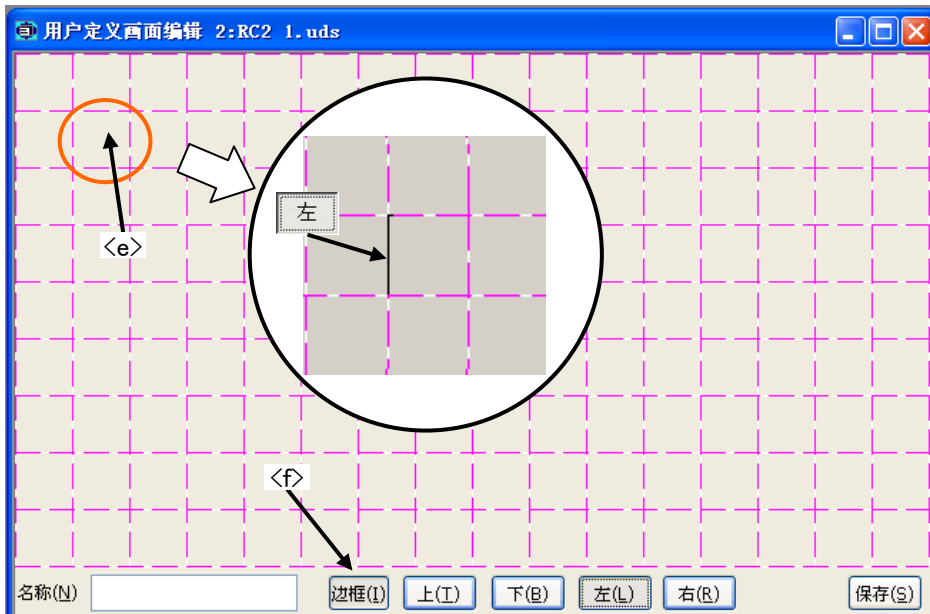 用户定义画面编辑 2:RC2 1.uds
左
<e>
<f>
名称(N) 边框(I) 上(T) 下(B) 左(L) 右(R) 保存(S)